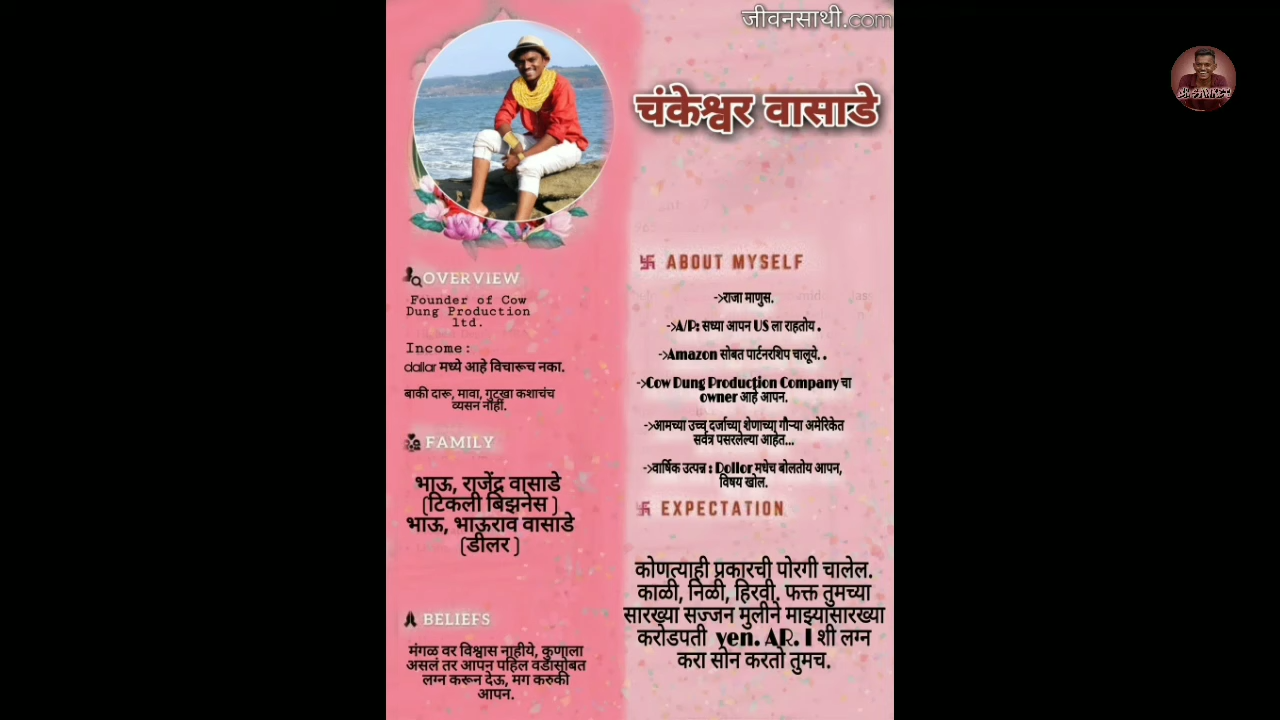 जीवनसाथी.com
चंकेश्वर वासाडे
OVERVIEW
Founder of Cow
Dung Production
ltd.
Income:
dallar मध्ये आहे विचारूच नका.
बाकी दारू, मावा, गुटखा कशाचंच
व्यसन नाही.
FAMILY
भाऊ, राजेंद्र वासाडे
(टिकली बिझनेस )
भाऊ, भाऊराव वासाडे
(डीलर )
BELIEFS
मंगळ वर विश्वास नाहीये, कुणाला
असलं तर आपन पहिल वडासोबत
लग्न करून देऊ, मग करुकी
आपन.
卐 ABOUT MYSELF
->राजा माणुस.
->A/P: सध्या आपन US ला राहतोय .
->Amazon सोबत पार्टनरशिप चालूये. .
->Cow Dung Production Company चा
owner आहे आपन.
->आमच्या उच्च दर्जाच्या शेणाच्या गौऱ्या अमेरिकेत
सर्वत्र पसरलेल्या आहेत...
->वार्षिक उत्पन्न : Dollor मधेच बोलतोय आपन,
विषय खोल.
卐 EXPECTATION
कोणत्याही प्रकारची पोरगी चालेल.
काळी, निळी, हिरवी. फक्त तुमच्या
सारख्या सज्जन मुलीने माझ्यासारख्या
करोडपती yen. AR. I शी लग्न
करा सोन करतो तुमच.